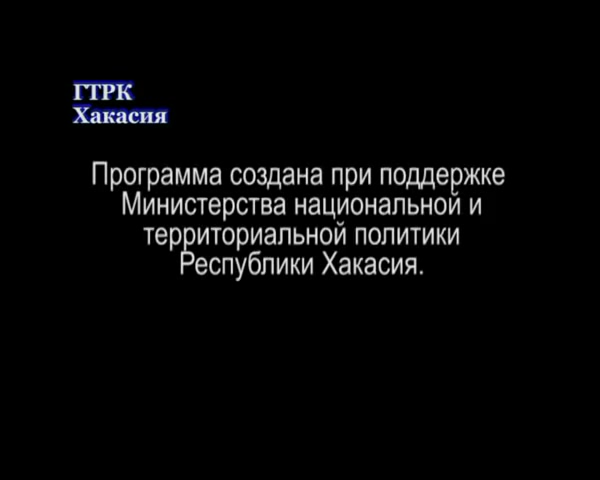 ГТРК
Хакасия
Программа создана при поддержке
Министерства национальной и
территориальной политики
Республики Хакасия.